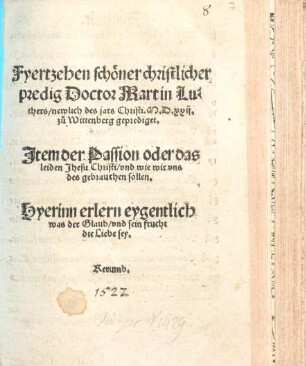 8
Fyertzehen schöner christlicher
predig Doctor Martin Lu⸗
thers/newlich des jars Christi. M.D.xxij.
zů Wittenberg geprediget.
Item der Passion oder das
leiden Jhesu Christi/vnd wie wir vns
des gebrauchen sollen.
Hyerinn erlern eygentlich
was der Glaub/vnd sein frucht
die Liebe sey.
1522